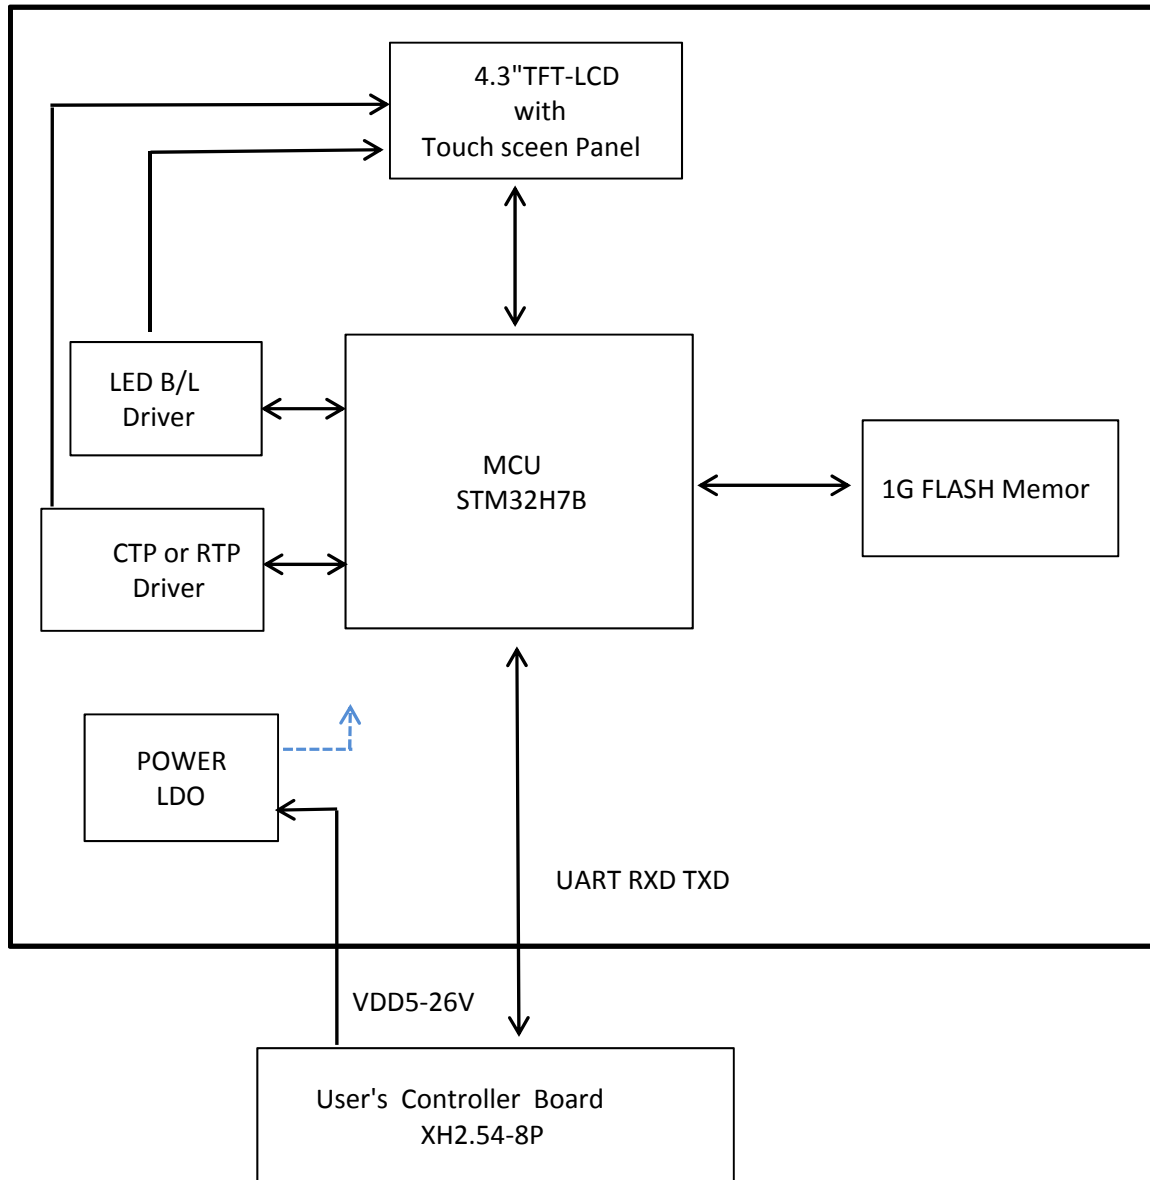 4.3"TFT-LCD
with
Touch sceen Panel
LED B/L
Driver
MCU
STM32H7B
1G FLASH Memor
CTP or RTP
Driver
POWER
LDO
UART RXD TXD
VDD5-26V
User's Controller Board
XH2.54-8P